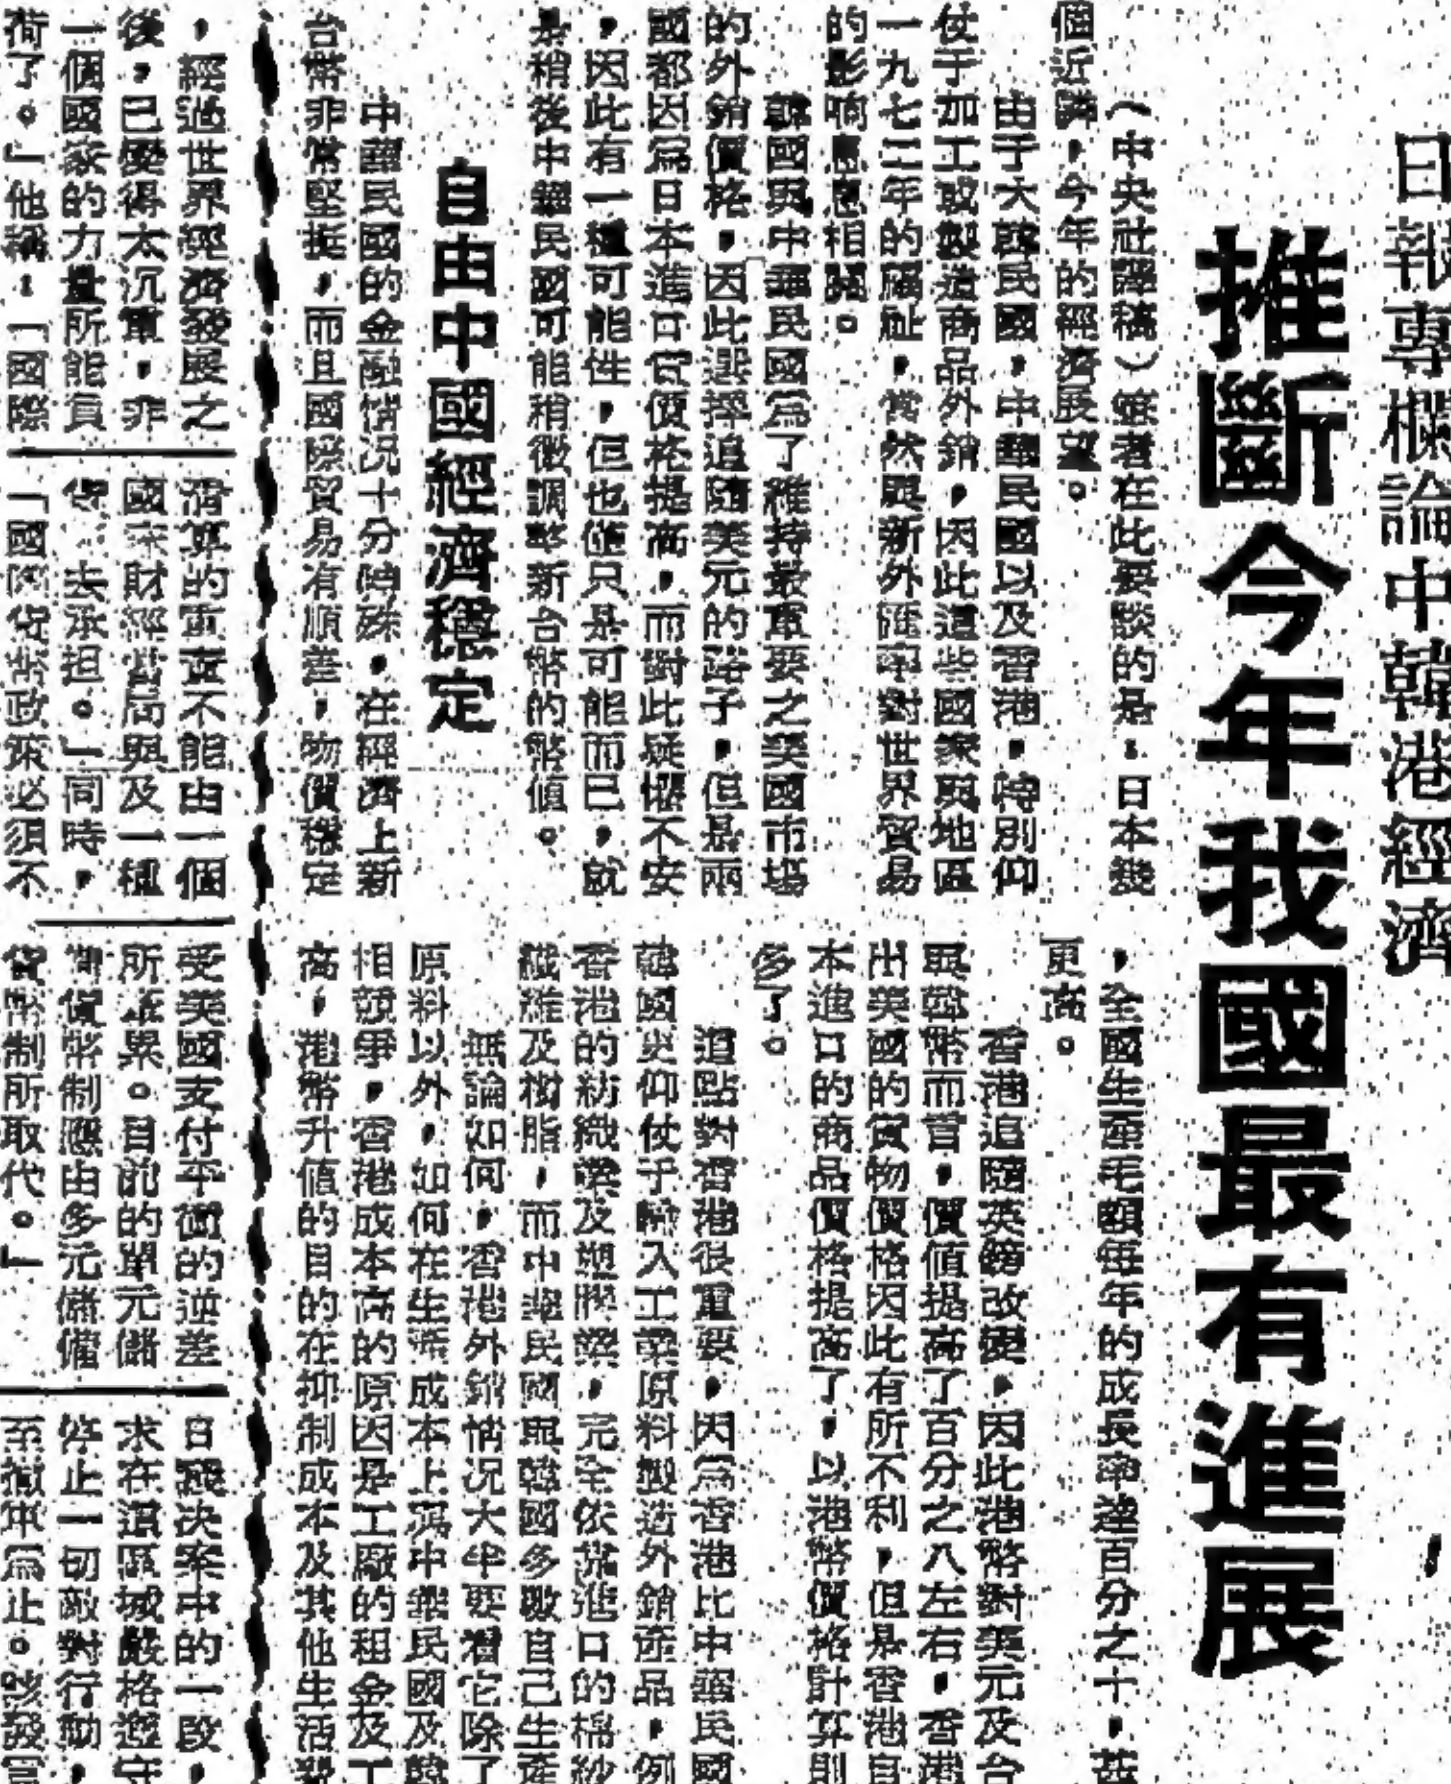 日報專欄論中韓港經濟
推斷今年我國最有進展
(中央社譯稿)筆者在此要談的是:日本幾
個近鄰,今年的經濟展望。
由于大韓民國,中華民國以及香港,特別仰
仗于加工或製造商品外銷,因此這些國家與地區
一九七二年的福祉,當然與新外匯率對世界貿易
的影响息息相關。
韓國與中華民國為了維持最重要之美國市場
的外銷價格,因此選擇追隨美元的路子,但是兩
國都因為日本進口貨價格提高,而對此疑懼不安
,因此有一種可能性,但也僅只是可能而已,就
是稍後中華民國可能稍微調整新台幣的幣值。
自由中國經濟穩定
中華民國的金融情況十分特殊,在經濟上新
台幣非常堅挺,而且國際貿易有順差,物價穩定
,全國生產毛額每年的成長率達百分之十,甚
更高。
香港追隨英鎊改變,因此港幣對美元及台
與韓幣而言,價值提高了百分之八左右,香港
出美國的貨物價格因此有所不利,但是香港自
本進口的商品價格提高了,以港幣價格計算則
多了。
這點對香港很重要,因為香港比中華民國
韓國更仰仗于輸入工業原料製造外銷產品,例
香港的紡織業及塑膠業,完全依靠進口的棉紗
纖維及樹脂,而中華民國與韓國多數自己生產
無論如何,香港外銷情況大半要看它除了
原料以外,如何在生產成本上與中華民國及韓
相競爭,香港成本高的原因是工廠的租金及工
高,港幣升值的目的在抑制成本及其他生活
,經過世界經濟發展之
後,已變得太沉重,非
一個國家的力量所能負
荷了。」他稱:「國際
清算的重責不能由一個
國家財經當局與及一種
貨 去承担。」同時,
「國際貨幣政策必須不
受美國支付平衡的逆差
所 累。目前的單元儲
備貨幣制應由多元儲備
貨幣制所取代。」
日 決案中的一段,
求在這區域嚴格遵守
停止一切敵對行動,
至撤軍為止。該發言